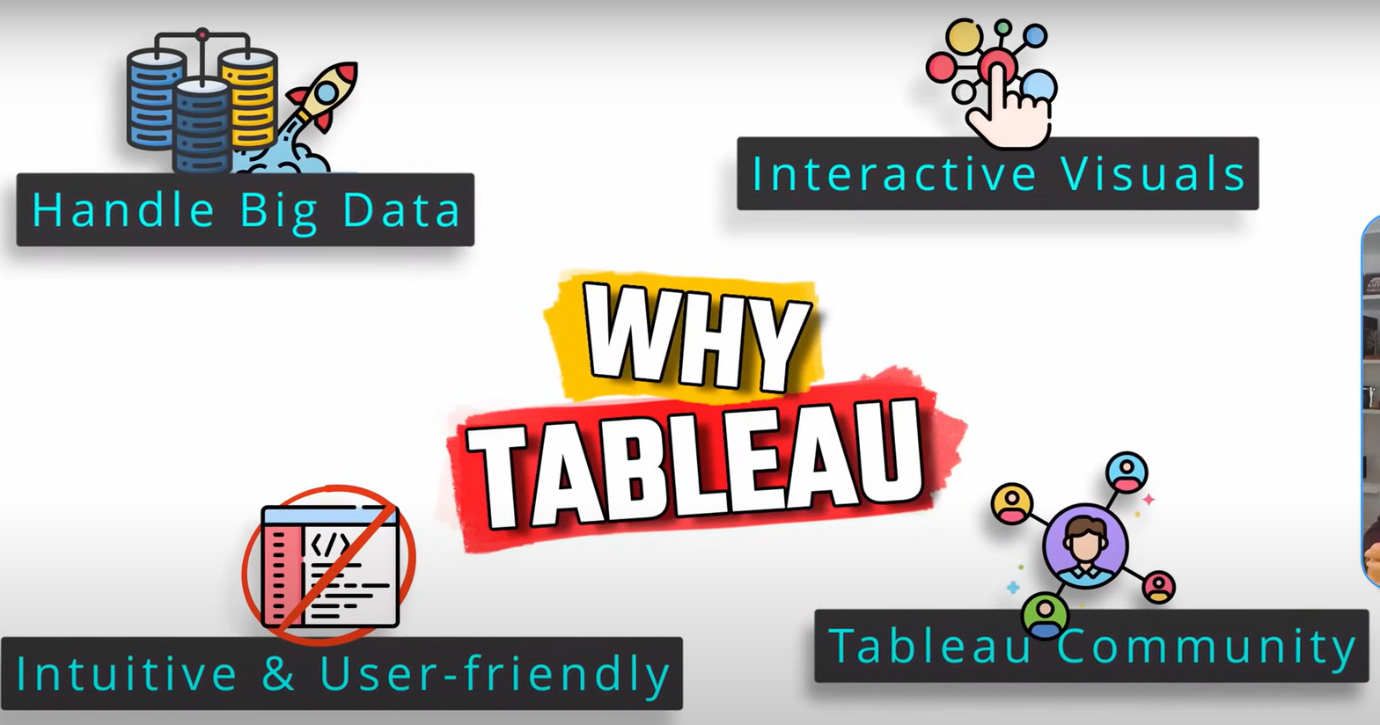 Handle Big Data
Interactive Visuals
WHY
TABLEAU
</>
Intuitive & User-friendly
Tableau Community